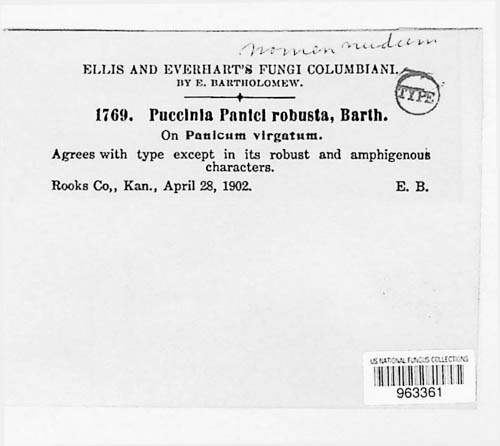 nomen nudum
ELLIS AND EVERHART'S FUNGI COLUMBIANI.
BY E. BARTHOLOMEW.
TYPE
1769. Puccinia Panici robusta, Barth.
On Panicum virgatum.
Agrees with type except in its robust and amphigenous
characters.
Rooks Co,, Kan., April 28, 1902. E. B.
US NATIONAL FUNGUS COLLECTIONS
963361